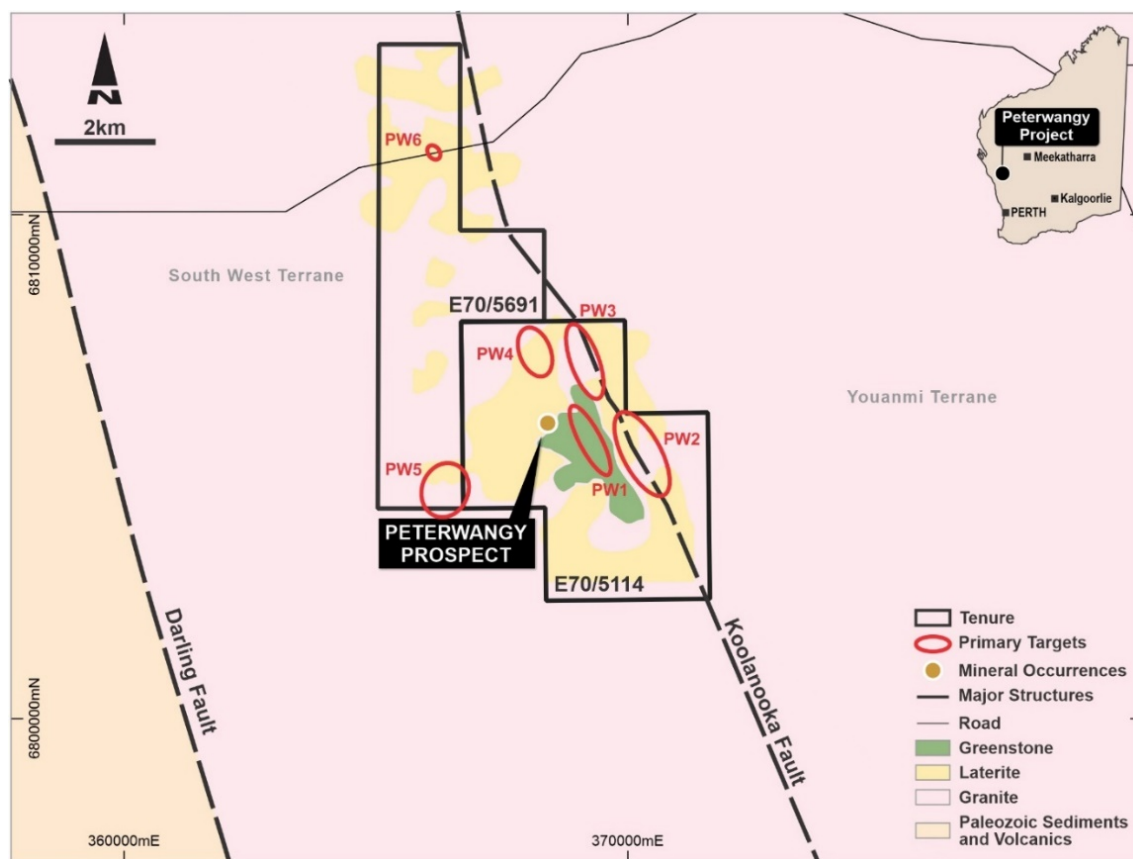 N
2km
PW6
Peterwangy
Project
Meekatharra
Kalgoorlie
PERTH
6810000mN
South West Terrane
E70/5691
PW3
PW4
Youanmi Terrane
PW2
PW5
PW1
PETERWANGY
PROSPECT
E70/5114
Darling Fault
Koolanooka Fault
6800000mN
Tenure
Primary Targets
Mineral Occurrences
Major Structures
Road
Greenstone
Laterite
Granite
Paleozoic Sediments
and Volcanics
360000mE
370000mE